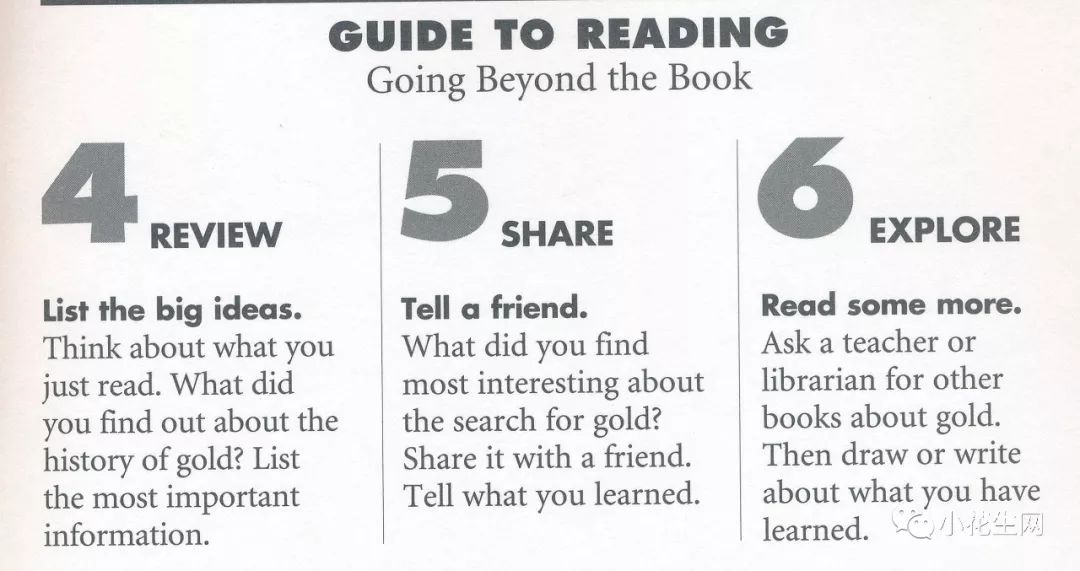 GUIDE TO READING
Going Beyond the Book
4 REVIEW
List the big ideas.
Think about what you
just read. What did
you find out about the
history of gold? List
the most important
information.
5 SHARE
Tell a friend.
What did you find
most interesting about
the search for gold?
Share it with a friend.
Tell what you learned.
6 EXPLORE
Read some more.
Ask a teacher or
librarian for other
books about gold.
Then draw or write
about what you have
learned.
小花生网